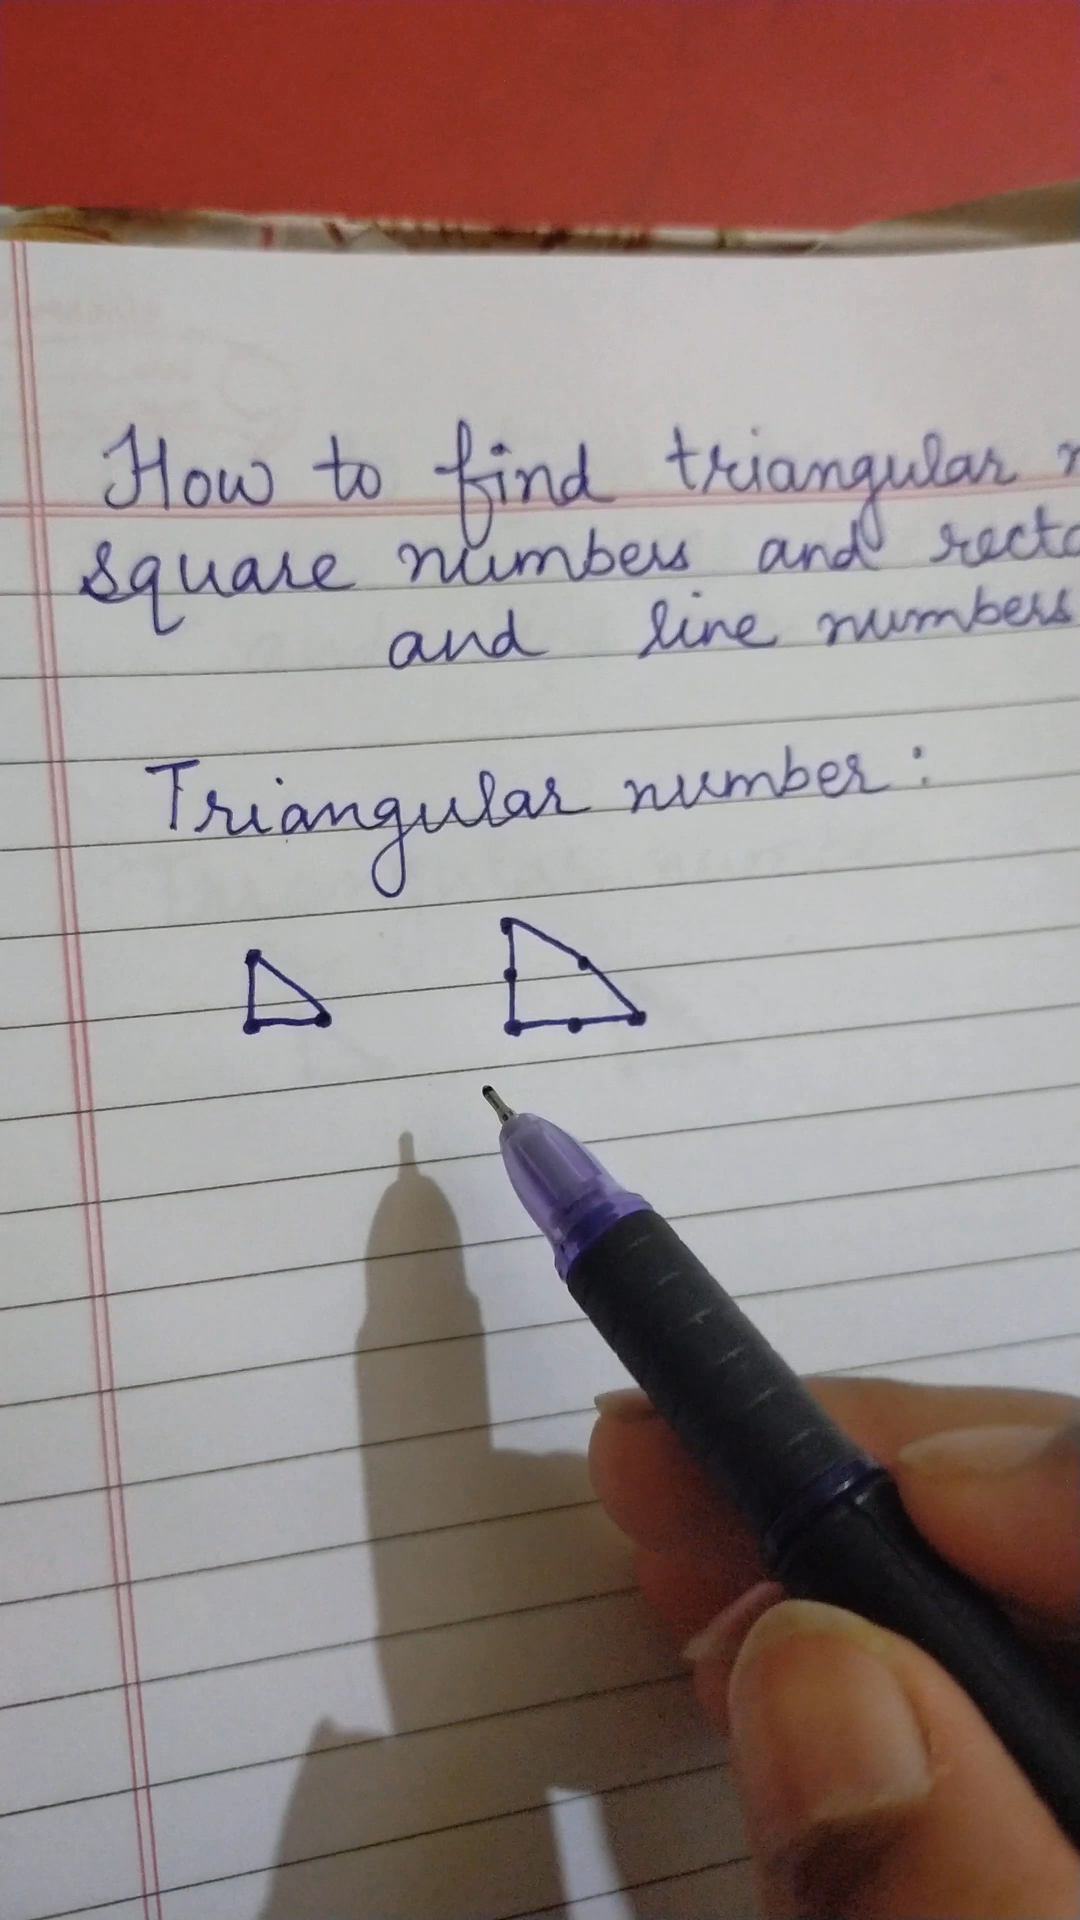 How to find triangular
square numbers and
and line numbers
Triangular number :